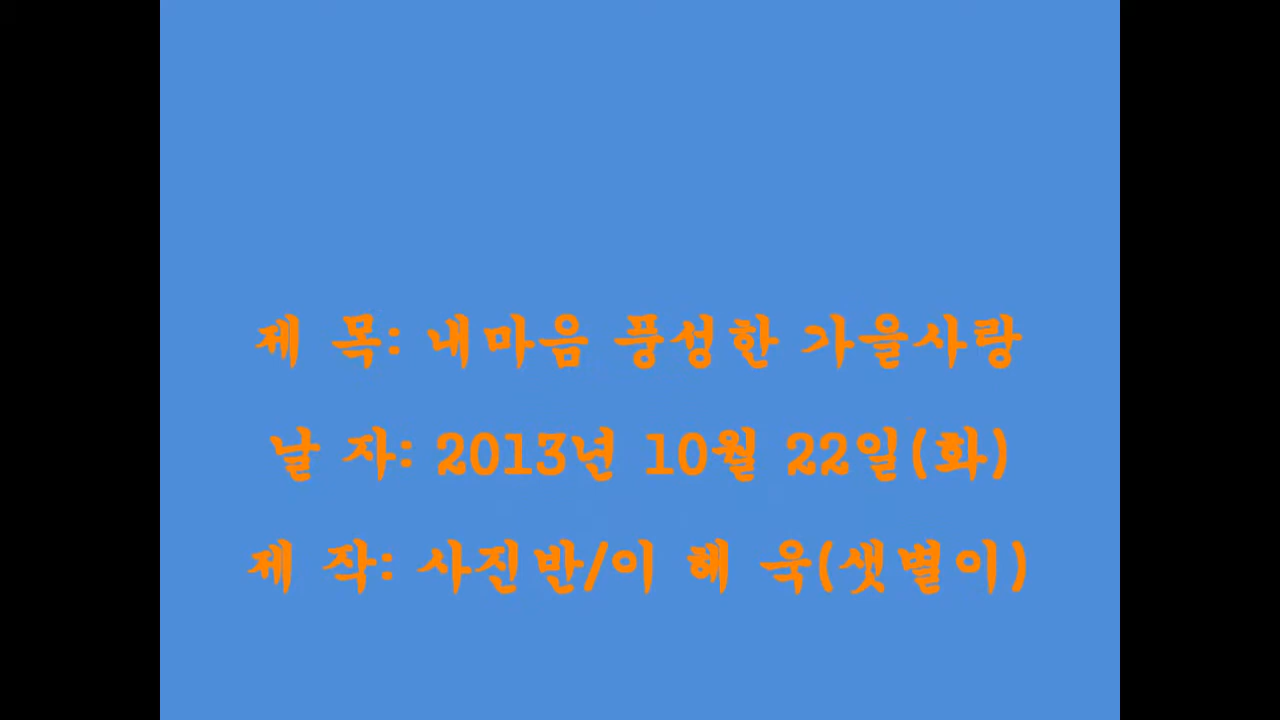 제 목: 내마음 풍성한 가을사랑
날 자: 2013년 10월 22일(화)
제 작: 사진반/이 혜 욱(샛별이)